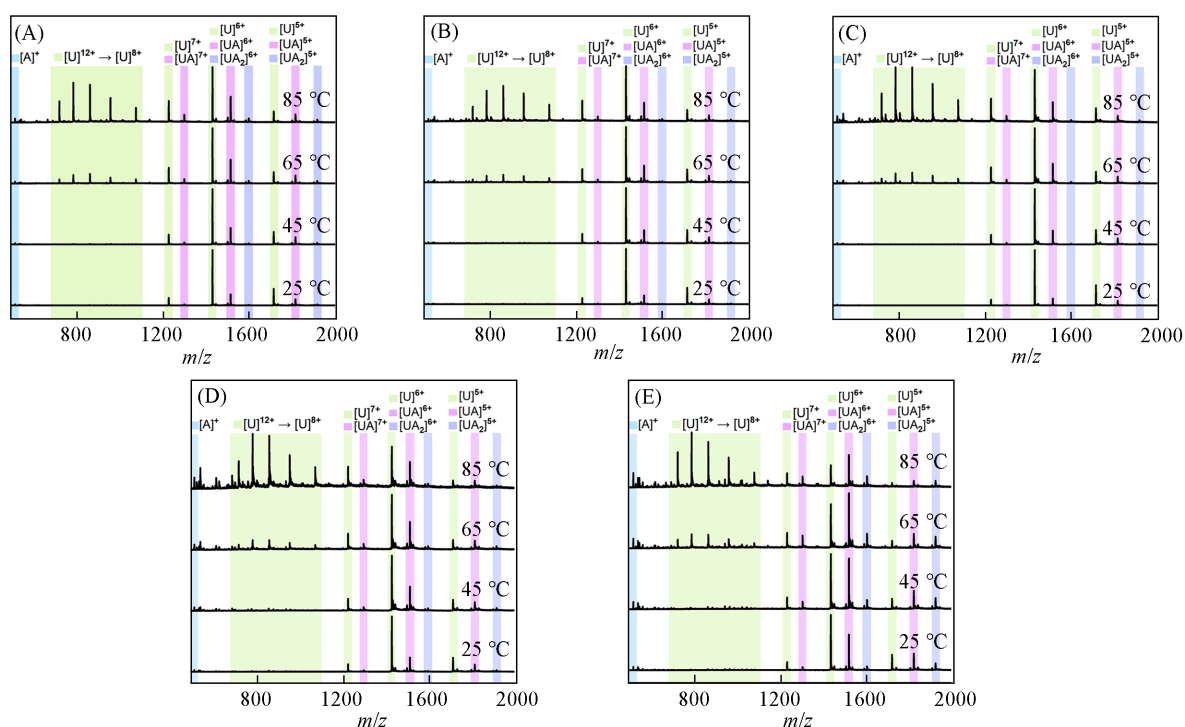 (A)
[A]⁺ [U]¹²⁺ → [U]⁸⁺ [U]⁷⁺ [U]⁶⁺ [U]⁵⁺
[UA]⁷⁺ [UA]⁶⁺ [UA]⁵⁺
[UA₂]⁶⁺ [UA₂]⁵⁺
85 °C
65 °C
45 °C
25 °C
800 1200 1600 2000
m/z
(B)
[A]⁺ [U]¹²⁺ → [U]⁸⁺ [U]⁷⁺ [U]⁶⁺ [U]⁵⁺
[UA]⁷⁺ [UA]⁶⁺ [UA]⁵⁺
[UA₂]⁶⁺ [UA₂]⁵⁺
85 °C
65 °C
45 °C
25 °C
800 1200 1600 2000
m/z
(C)
[A]⁺ [U]¹²⁺ → [U]⁸⁺ [U]⁷⁺ [U]⁶⁺ [U]⁵⁺
[UA]⁷⁺ [UA]⁶⁺ [UA]⁵⁺
[UA₂]⁶⁺ [UA₂]⁵⁺
85 °C
65 °C
45 °C
25 °C
800 1200 1600 2000
m/z
(D)
[A]⁺ [U]¹²⁺ → [U]⁸⁺ [U]⁷⁺ [U]⁶⁺ [U]⁵⁺
[UA]⁷⁺ [UA]⁶⁺ [UA]⁵⁺
[UA₂]⁶⁺ [UA₂]⁵⁺
85 °C
65 °C
45 °C
25 °C
800 1200 1600 2000
m/z
(E)
[A]⁺ [U]¹²⁺ → [U]⁸⁺ [U]⁷⁺ [U]⁶⁺ [U]⁵⁺
[UA]⁷⁺ [UA]⁶⁺ [UA]⁵⁺
[UA₂]⁶⁺ [UA₂]⁵⁺
85 °C
65 °C
45 °C
25 °C
800 1200 1600 2000
m/z